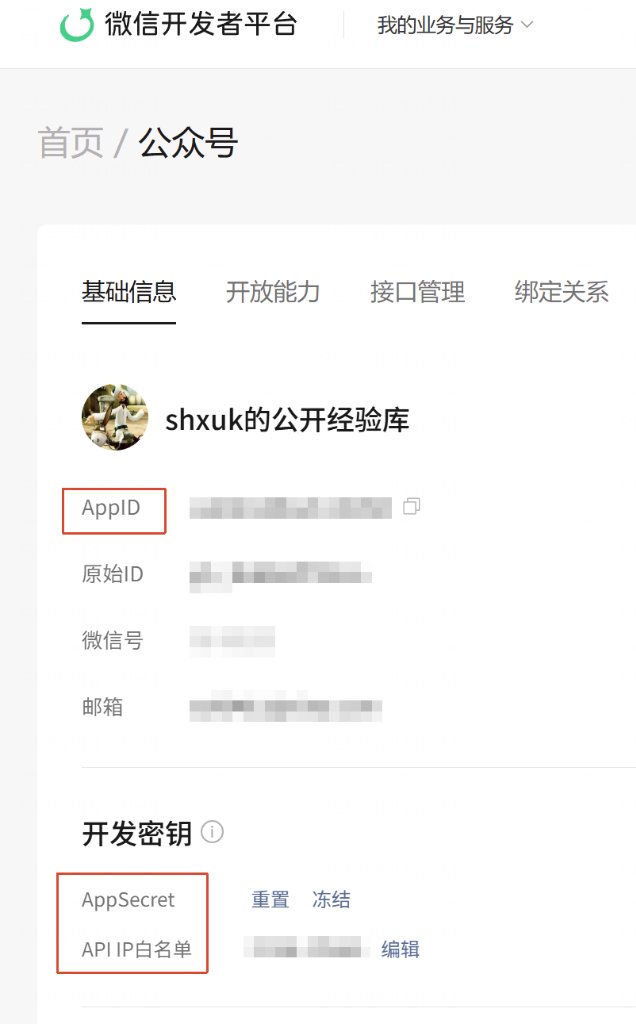 微信开发者平台
我的业务与服务
首页 / 公众号
基础信息 开放能力 接口管理 绑定关系
shxuk的公开经验库
AppID
原始ID
微信号
邮箱
开发密钥
AppSecret 重置 冻结
API IP白名单 编辑